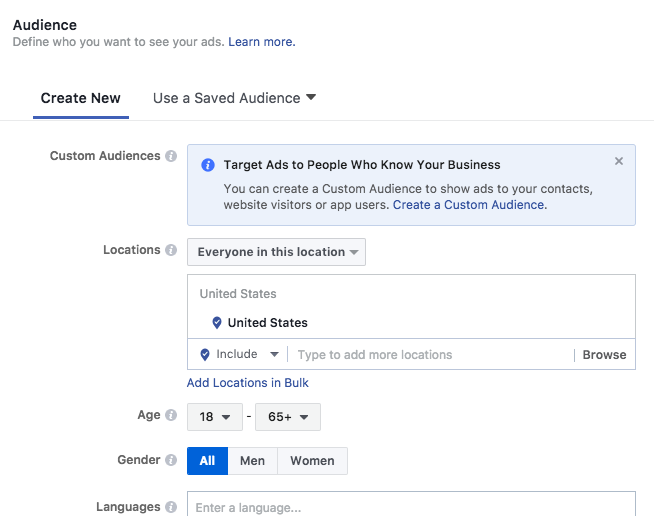 Audience
Define who you want to see your ads. Learn more.
Create New
Use a Saved Audience
Custom Audiences
Target Ads to People Who Know Your Business
You can create a Custom Audience to show ads to your contacts,
website visitors or app users. Create a Custom Audience.
Locations
Everyone in this location
United States
United States
Include
Type to add more locations
Browse
Add Locations in Bulk
Age
18 - 65+
Gender
All
Men
Women
Languages
Enter a language...